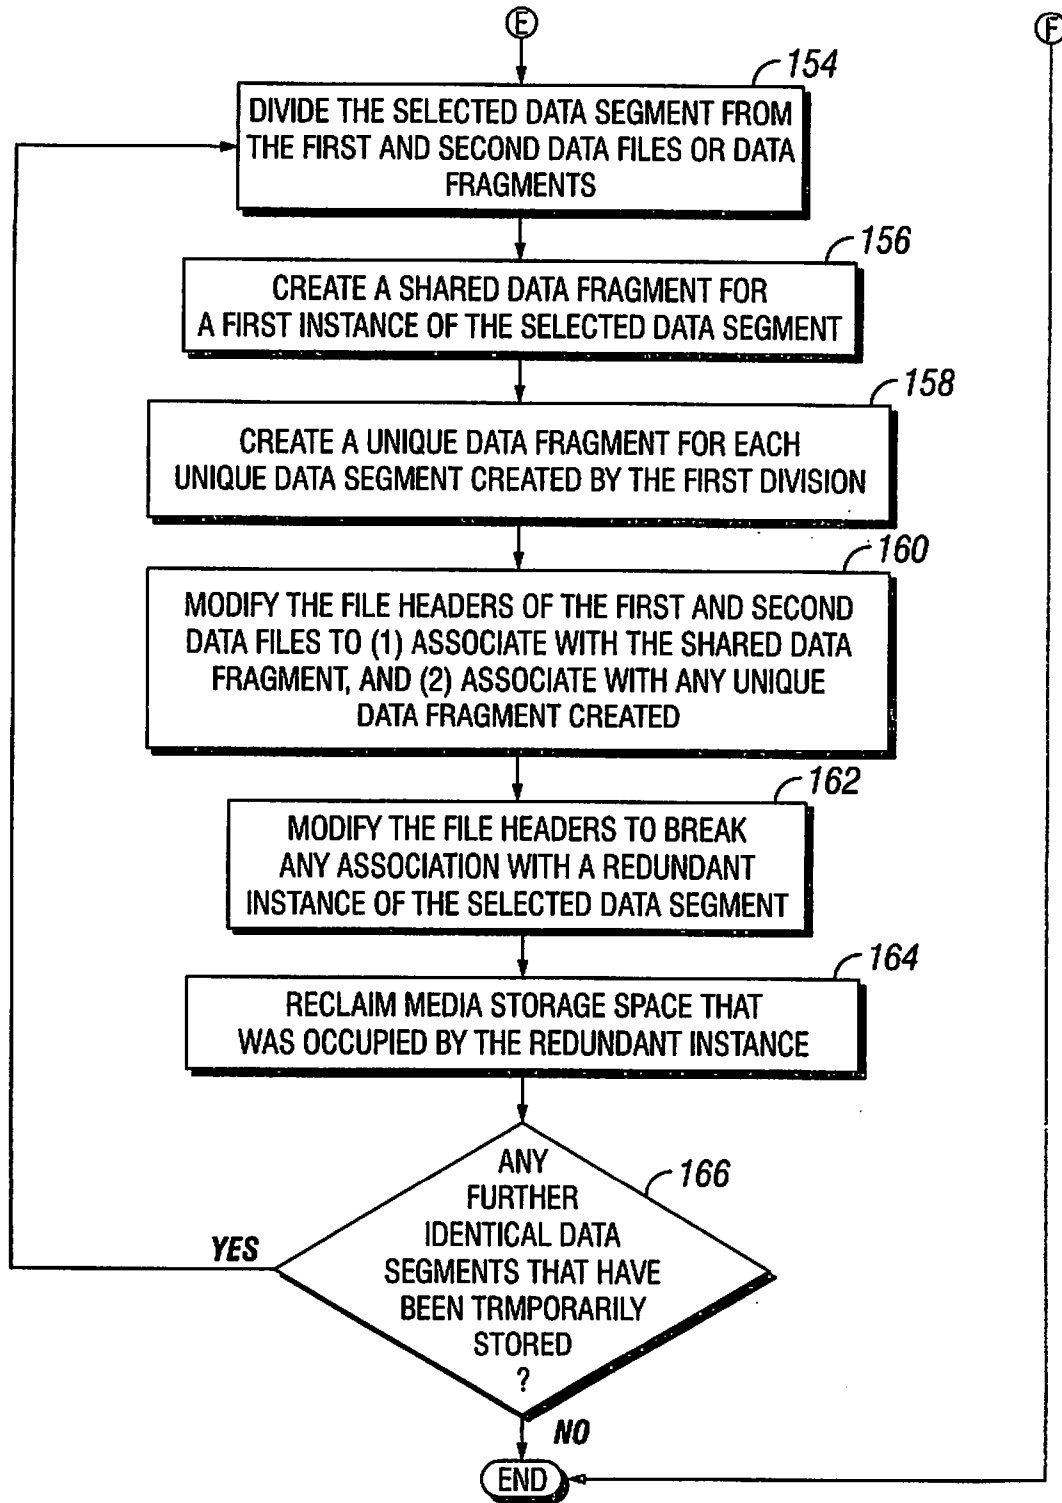 E
F
154
DIVIDE THE SELECTED DATA SEGMENT FROM
THE FIRST AND SECOND DATA FILES OR DATA
FRAGMENTS
156
CREATE A SHARED DATA FRAGMENT FOR
A FIRST INSTANCE OF THE SELECTED DATA SEGMENT
158
CREATE A UNIQUE DATA FRAGMENT FOR EACH
UNIQUE DATA SEGMENT CREATED BY THE FIRST DIVISION
160
MODIFY THE FILE HEADERS OF THE FIRST AND SECOND
DATA FILES TO (1) ASSOCIATE WITH THE SHARED DATA
FRAGMENT, AND (2) ASSOCIATE WITH ANY UNIQUE
DATA FRAGMENT CREATED
162
MODIFY THE FILE HEADERS TO BREAK
ANY ASSOCIATION WITH A REDUNDANT
INSTANCE OF THE SELECTED DATA SEGMENT
164
RECLAIM MEDIA STORAGE SPACE THAT
WAS OCCUPIED BY THE REDUNDANT INSTANCE
166
ANY
FURTHER
IDENTICAL DATA
SEGMENTS THAT HAVE
BEEN TRMPORARILY
STORED
?
YES
NO
END